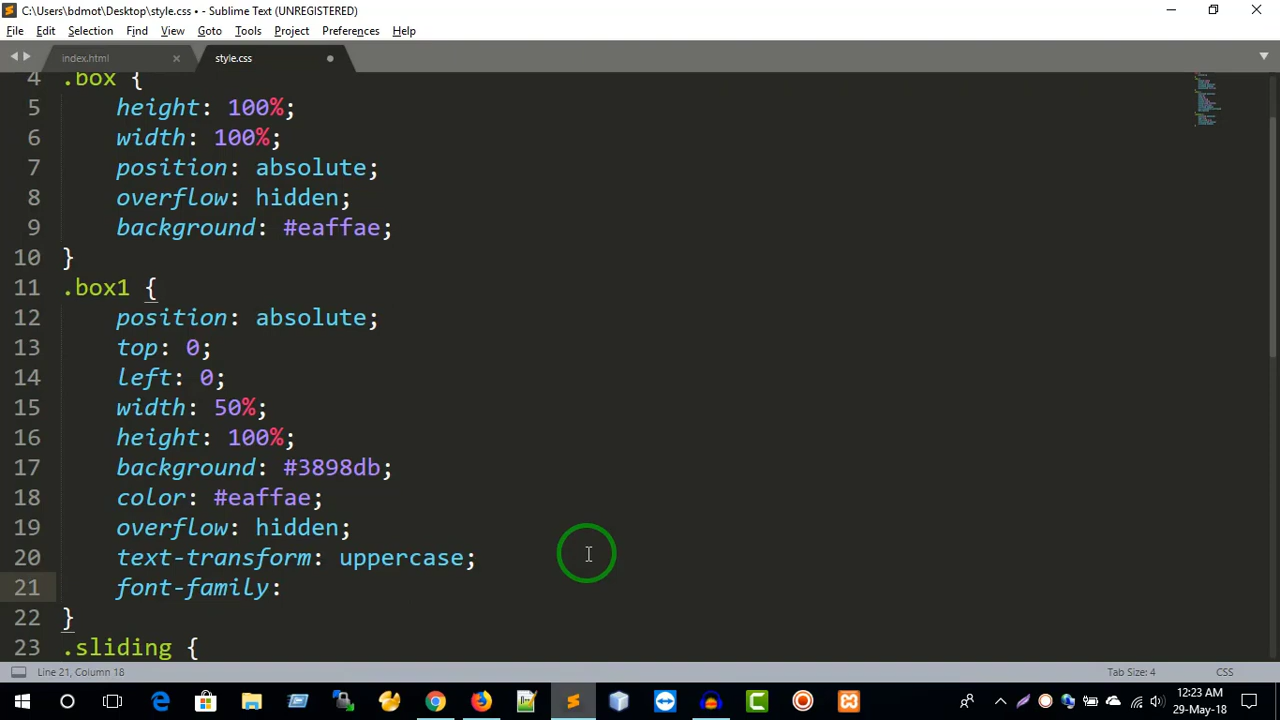 C:\Users\bdmot\Desktop\style.css • - Sublime Text (UNREGISTERED)
File Edit Selection Find View Goto Tools Project Preferences Help
index.html style.css
4 .box {
5 height: 100%;
6 width: 100%;
7 position: absolute;
8 overflow: hidden;
9 background: #eaffae;
10 }
11 .box1 {
12 position: absolute;
13 top: 0;
14 left: 0;
15 width: 50%;
16 height: 100%;
17 background: #3898db;
18 color: #eaffae;
19 overflow: hidden;
20 text-transform: uppercase;
21 font-family:
22 }
23 .sliding {
Line 21, Column 18 Tab Size: 4 CSS
12:23 AM
29-May-18